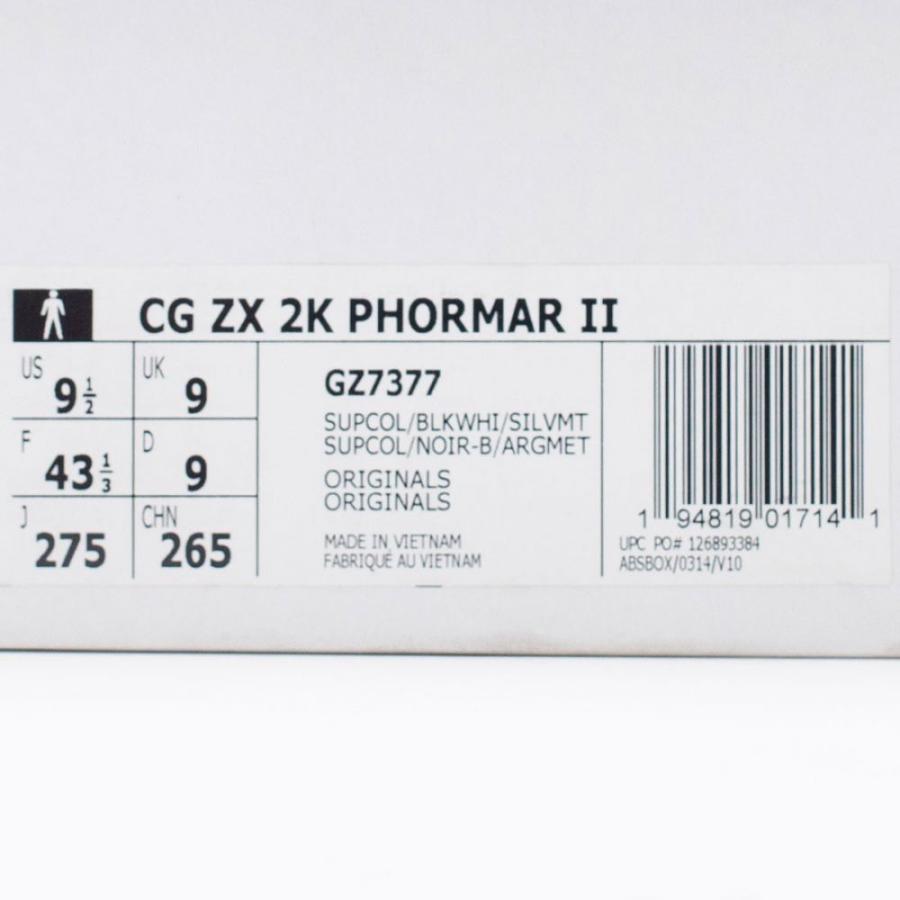 CG ZX 2K PHORMAR II
US 9 1/2 UK 9
F 43 1/3 D 9
J 275 CHN 265
GZ7377
SUPCOL/BLKWHI/SILVMT
SUPCOL/NOIR-B/ARGMET
ORIGINALS
ORIGINALS
MADE IN VIETNAM
FABRIQUÉ AU VIETNAM
1 94819 01714 1
UPC PO# 126893384
ABSBOX/0314/V10